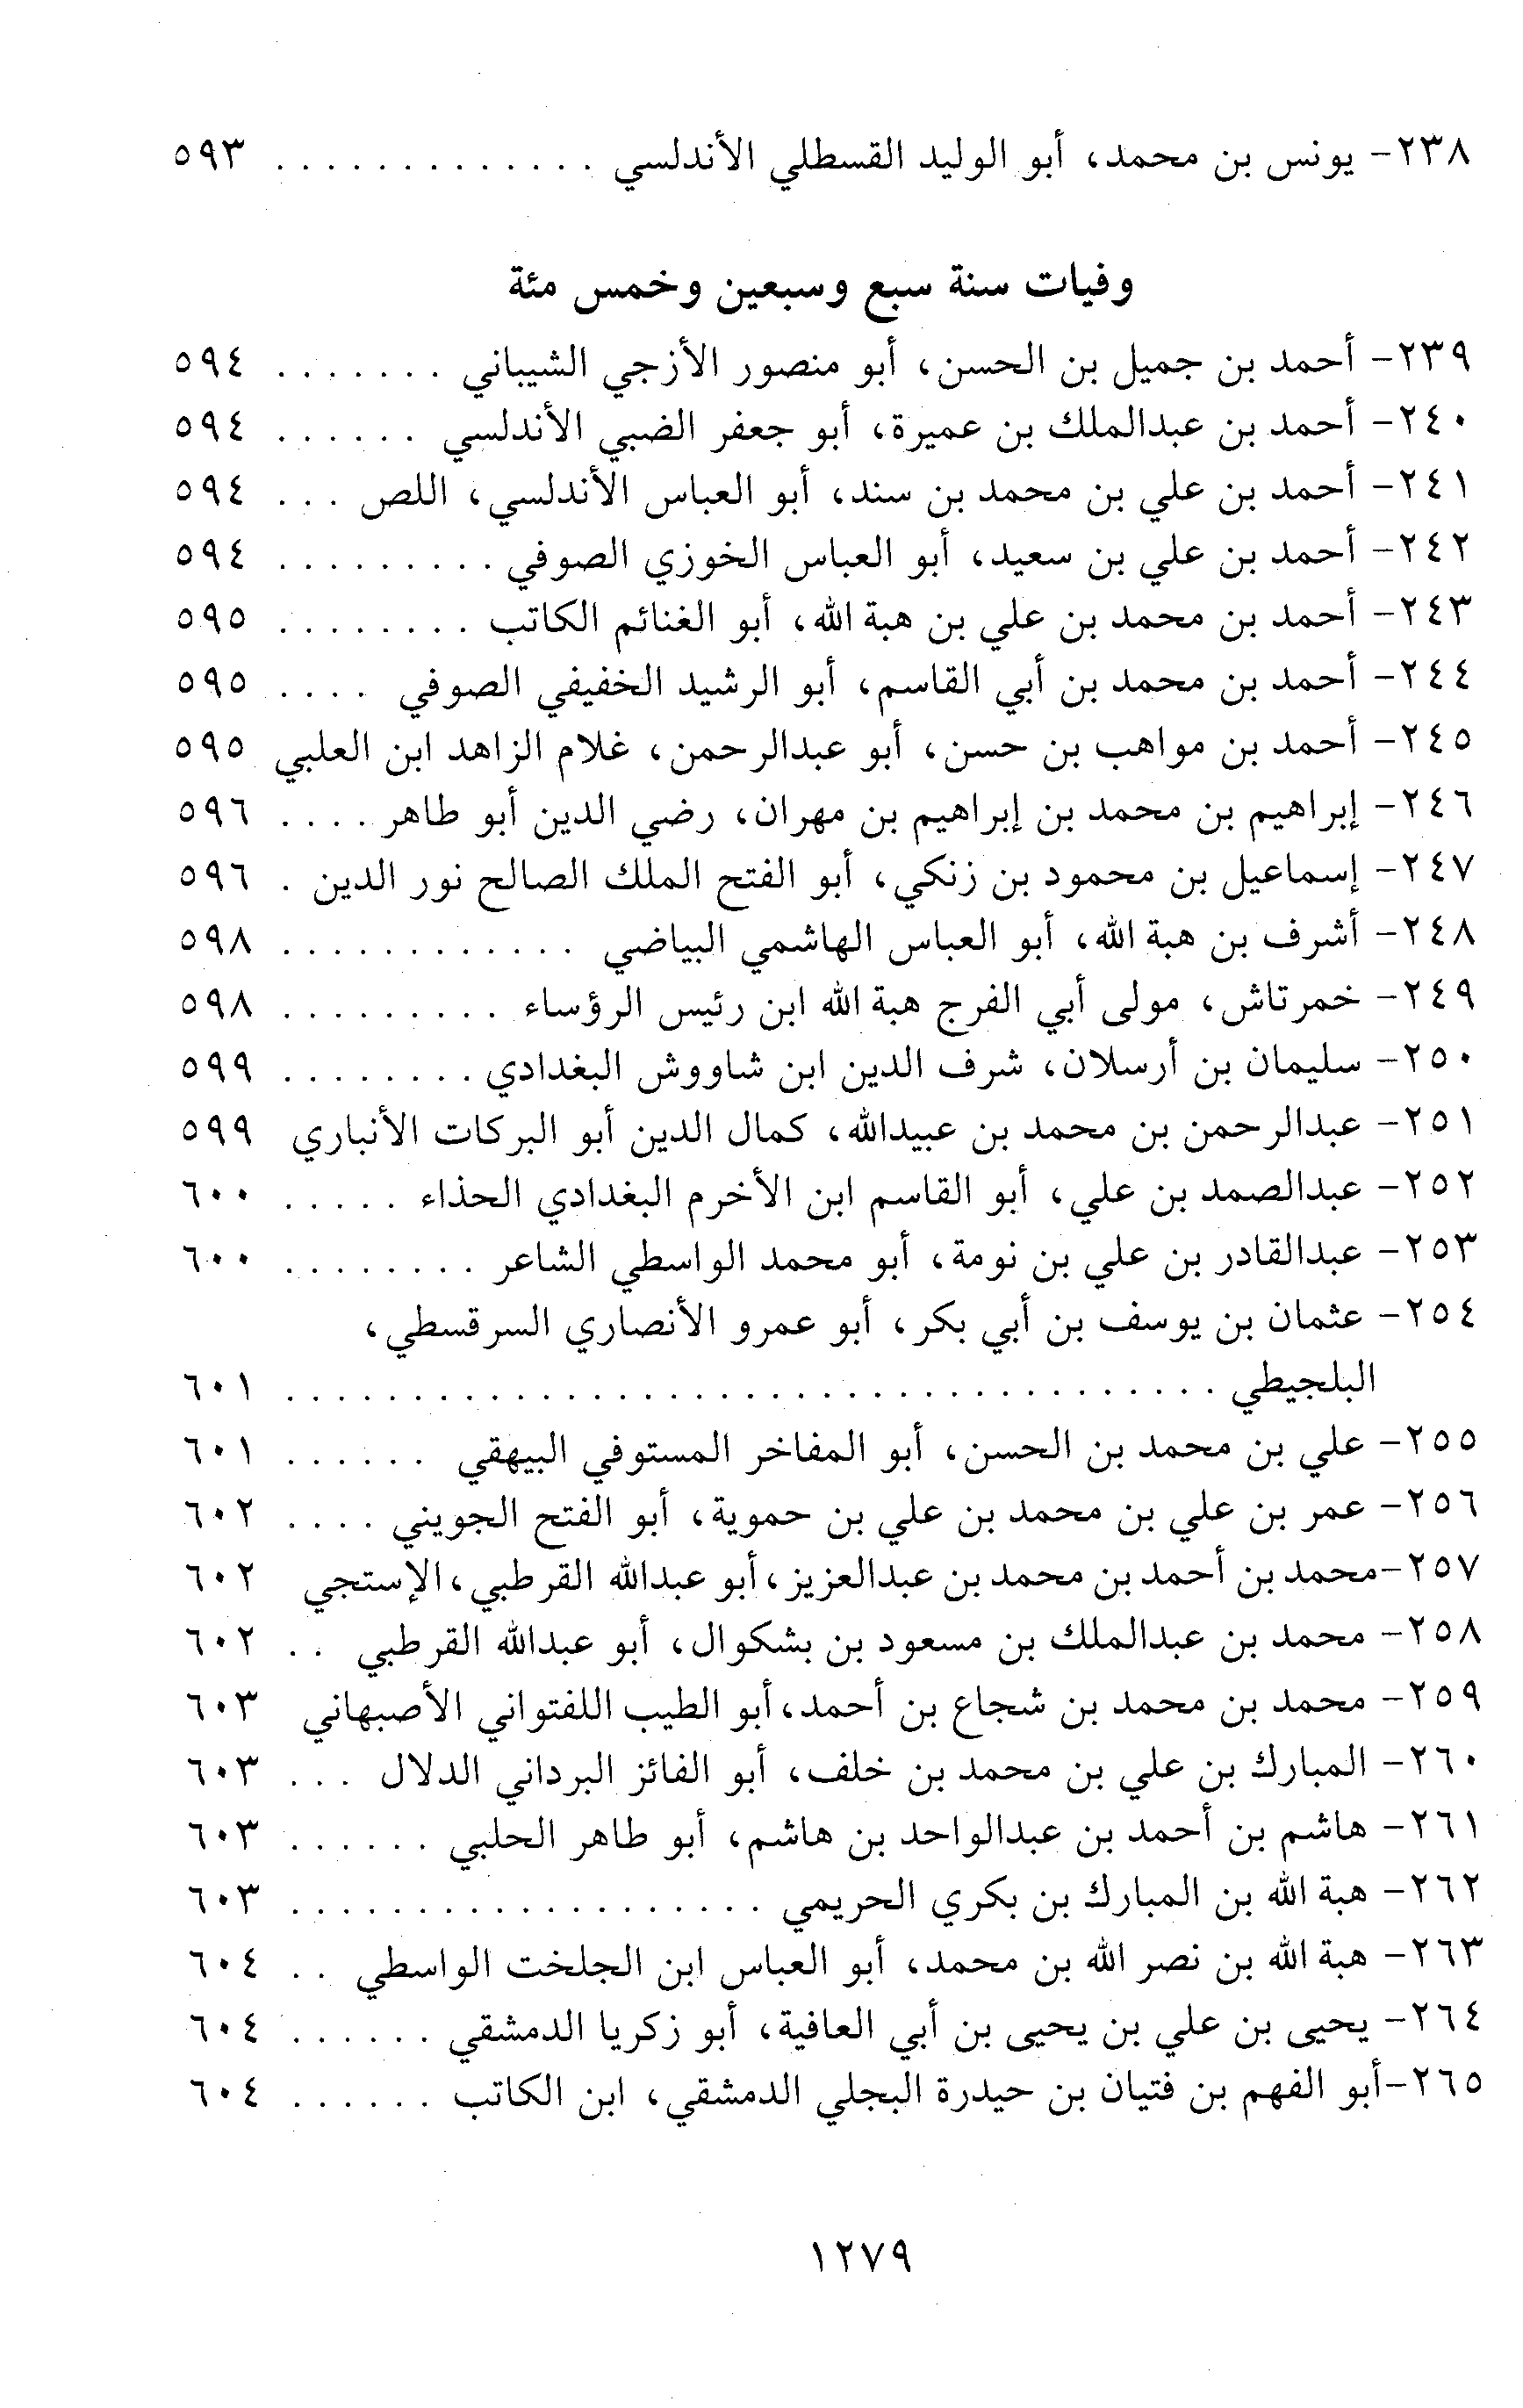 ٢٣٨- يونس بن محمد، أبو الوليد القسطلي الأندلسي . . . . . . . . . . . . . ٥٩٣
وفيات سنة سبع وسبعين وخمس مئة
٢٣٩- أحمد بن جميل بن الحسن، أبو منصور الأزجي الشيباني . . . . . . . ٥٩٤
٢٤٠- أحمد بن عبدالملك بن عميرة، أبو جعفر الضبي الأندلسي . . . . . . ٥٩٤
٢٤١- أحمد بن علي بن محمد بن سند، أبو العباس الأندلسي، اللص . . . ٥٩٤
٢٤٢- أحمد بن علي بن سعيد، أبو العباس الخوزي الصوفي . . . . . . . . . ٥٩٤
٢٤٣- أحمد بن محمد بن علي بن هبة الله، أبو الغنائم الكاتب . . . . . . . . ٥٩٥
٢٤٤- أحمد بن محمد بن أبي القاسم، أبو الرشيد الخفيفي الصوفي . . . . ٥٩٥
٢٤٥- أحمد بن مواهب بن حسن، أبو عبدالرحمن، غلام الزاهد ابن العلبي ٥٩٥
٢٤٦- إبراهيم بن محمد بن إبراهيم بن مهران، رضي الدين أبو طاهر . . . . ٥٩٦
٢٤٧- إسماعيل بن محمود بن زنكي، أبو الفتح الملك الصالح نور الدين . ٥٩٦
٢٤٨- أشرف بن هبة الله، أبو العباس الهاشمي البياضي . . . . . . . . . . . . ٥٩٨
٢٤٩- خمرتاش، مولى أبي الفرج هبة الله ابن رئيس الرؤساء . . . . . . . . . ٥٩٨
٢٥٠- سليمان بن أرسلان، شرف الدين ابن شاووش البغدادي . . . . . . . . ٥٩٩
٢٥١- عبدالرحمن بن محمد بن عبيدالله، كمال الدين أبو البركات الأنباري ٥٩٩
٢٥٢- عبدالصمد بن علي، أبو القاسم ابن الأخرم البغدادي الحذاء . . . . . ٦٠٠
٢٥٣- عبدالقادر بن علي بن نومة، أبو محمد الواسطي الشاعر . . . . . . . . ٦٠٠
٢٥٤- عثمان بن يوسف بن أبي بكر، أبو عمرو الأنصاري السرقسطي،
البلجيطي . . . . . . . . . . . . . . . . . . . . . . . . . . . . . . . . . . . . . ٦٠١
٢٥٥- علي بن محمد بن الحسن، أبو المفاخر المستوفي البيهقي . . . . . . ٦٠١
٢٥٦- عمر بن علي بن محمد بن علي بن حموية، أبو الفتح الجويني . . . . ٦٠٢
٢٥٧-محمد بن أحمد بن محمد بن عبدالعزيز، أبو عبدالله القرطبي، الإستجي ٦٠٢
٢٥٨- محمد بن عبدالملك بن مسعود بن بشكوال، أبو عبدالله القرطبي . . ٦٠٢
٢٥٩- محمد بن محمد بن شجاع بن أحمد، أبو الطيب اللفتواني الأصبهاني ٦٠٣
٢٦٠- المبارك بن علي بن محمد بن خلف، أبو الفائز البرداني الدلال . . . ٦٠٣
٢٦١- هاشم بن أحمد بن عبدالواحد بن هاشم، أبو طاهر الحلبي . . . . . . ٦٠٣
٢٦٢- هبة الله بن المبارك بن بكري الحريمي . . . . . . . . . . . . . . . . . . . ٦٠٣
٢٦٣- هبة الله بن نصر الله بن محمد، أبو العباس ابن الجلخت الواسطي . . ٦٠٤
٢٦٤- يحيى بن علي بن يحيى بن أبي العافية، أبو زكريا الدمشقي . . . . . . ٦٠٤
٢٦٥-أبو الفهم بن فتيان بن حيدرة البجلي الدمشقي، ابن الكاتب . . . . . . ٦٠٤
١٢٧٩